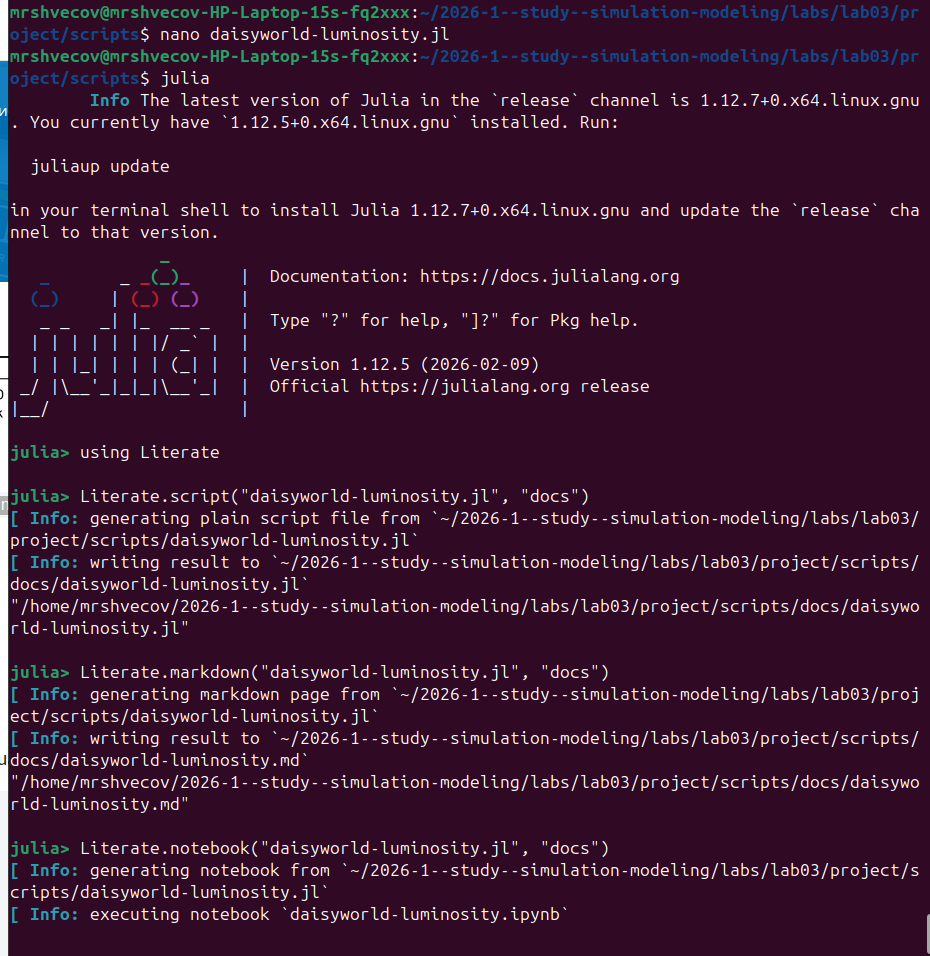 mrshvecov@mrshvecov-HP-Laptop-15s-fq2xxx:~/2026-1--study--simulation-modeling/labs/lab03/pr
oject/scripts$ nano daisyworld-luminosity.jl
mrshvecov@mrshvecov-HP-Laptop-15s-fq2xxx:~/2026-1--study--simulation-modeling/labs/lab03/pr
oject/scripts$ julia
        Info The latest version of Julia in the `release` channel is 1.12.7+0.x64.linux.gnu
. You currently have `1.12.5+0.x64.linux.gnu` installed. Run:
  juliaup update
in your terminal shell to install Julia 1.12.7+0.x64.linux.gnu and update the `release` cha
nnel to that version.
               _
   _       _ _(_)_     |  Documentation: https://docs.julialang.org
  (_)     | (_) (_)    |
   _ _   _| |_  __ _   |  Type "?" for help, "]?" for Pkg help.
  | | | | | | |/ _` |  |
  | | |_| | | | (_| |  |  Version 1.12.5 (2026-02-09)
 _/ |\__'_|_|_|\__'_|  |  Official https://julialang.org release
|__/                   |
julia> using Literate
julia> Literate.script("daisyworld-luminosity.jl", "docs")
[ Info: generating plain script file from `~/2026-1--study--simulation-modeling/labs/lab03/
project/scripts/daisyworld-luminosity.jl`
[ Info: writing result to `~/2026-1--study--simulation-modeling/labs/lab03/project/scripts/
docs/daisyworld-luminosity.jl`
"/home/mrshvecov/2026-1--study--simulation-modeling/labs/lab03/project/scripts/docs/daisywo
rld-luminosity.jl"
julia> Literate.markdown("daisyworld-luminosity.jl", "docs")
[ Info: generating markdown page from `~/2026-1--study--simulation-modeling/labs/lab03/proj
ect/scripts/daisyworld-luminosity.jl`
[ Info: writing result to `~/2026-1--study--simulation-modeling/labs/lab03/project/scripts/
docs/daisyworld-luminosity.md`
"/home/mrshvecov/2026-1--study--simulation-modeling/labs/lab03/project/scripts/docs/daisywo
rld-luminosity.md"
julia> Literate.notebook("daisyworld-luminosity.jl", "docs")
[ Info: generating notebook from `~/2026-1--study--simulation-modeling/labs/lab03/project/s
cripts/daisyworld-luminosity.jl`
[ Info: executing notebook `daisyworld-luminosity.ipynb`